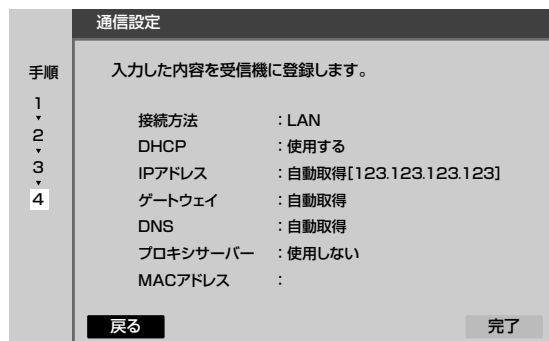 通信設定
手順
1
2
3
4
入力した内容を受信機に登録します。
接続方法 ：LAN
DHCP ：使用する
IPアドレス ：自動取得[123.123.123.123]
ゲートウェイ ：自動取得
DNS ：自動取得
プロキシサーバー ：使用しない
MACアドレス ：
戻る
完了